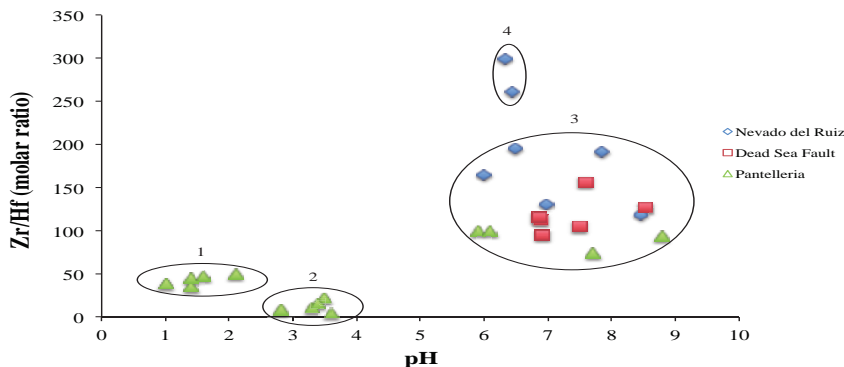 4
350
300
250
200
150
100
50
0
Zr/Hf (molar ratio)
3
1
2
Nevado del Ruiz
Dead Sea Fault
Pantelleria
0 1 2 3 4 5 6 7 8 9 10
pH